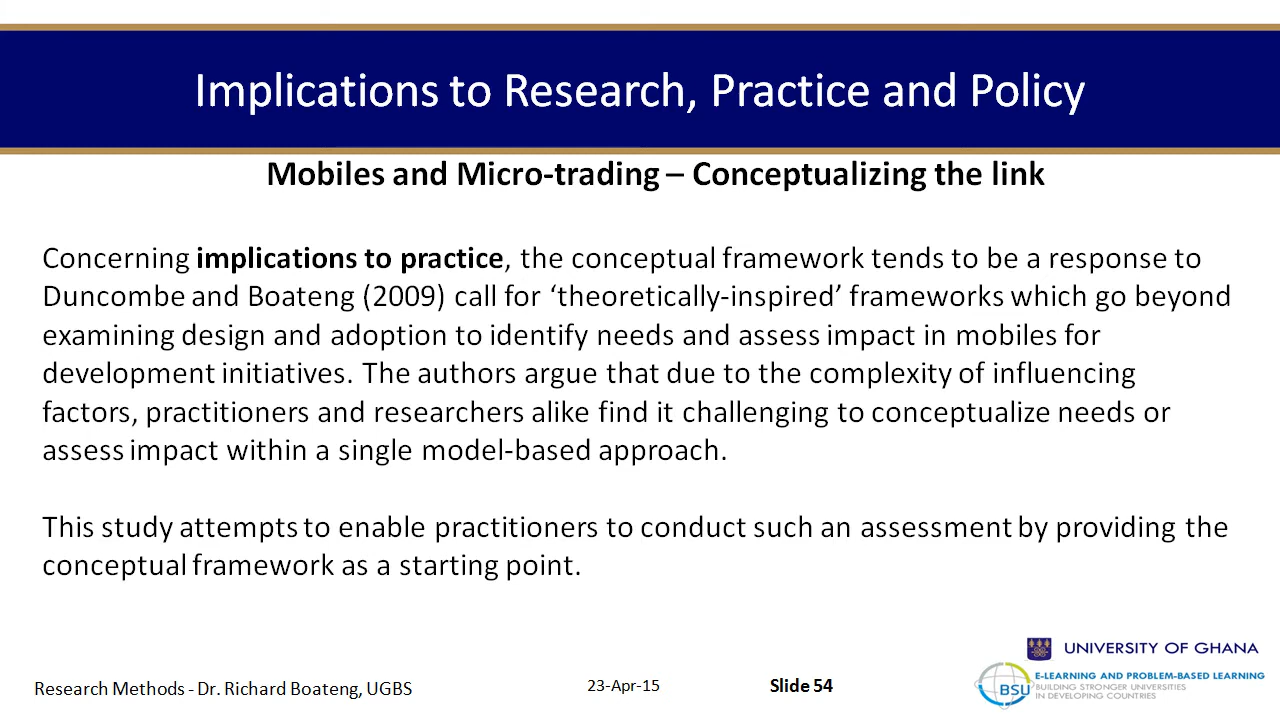 Implications to Research, Practice and Policy
Mobiles and Micro-trading – Conceptualizing the link
Concerning implications to practice, the conceptual framework tends to be a response to
Duncombe and Boateng (2009) call for ‘theoretically-inspired’ frameworks which go beyond
examining design and adoption to identify needs and assess impact in mobiles for
development initiatives. The authors argue that due to the complexity of influencing
factors, practitioners and researchers alike find it challenging to conceptualize needs or
assess impact within a single model-based approach.
This study attempts to enable practitioners to conduct such an assessment by providing the
conceptual framework as a starting point.
UNIVERSITY OF GHANA
Research Methods - Dr. Richard Boateng, UGBS
23-Apr-15
Slide 54
BSU
E-LEARNING AND PROBLEM-BASED LEARNING
BUILDING STRONGER UNIVERSITIES
IN DEVELOPING COUNTRIES